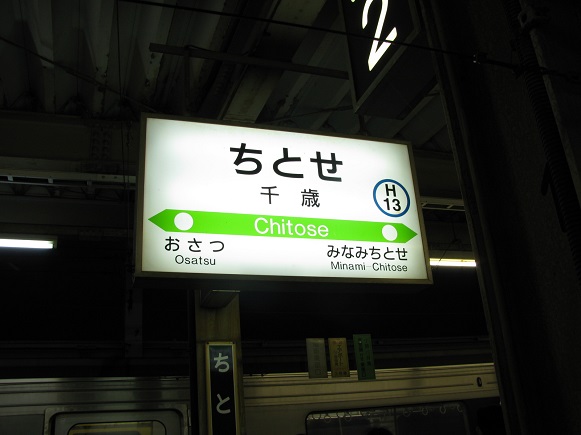 2
ちとせ
千歳
H
13
Chitose
おさつ
Osatsu
みなみちとせ
Minami-Chitose
ちと